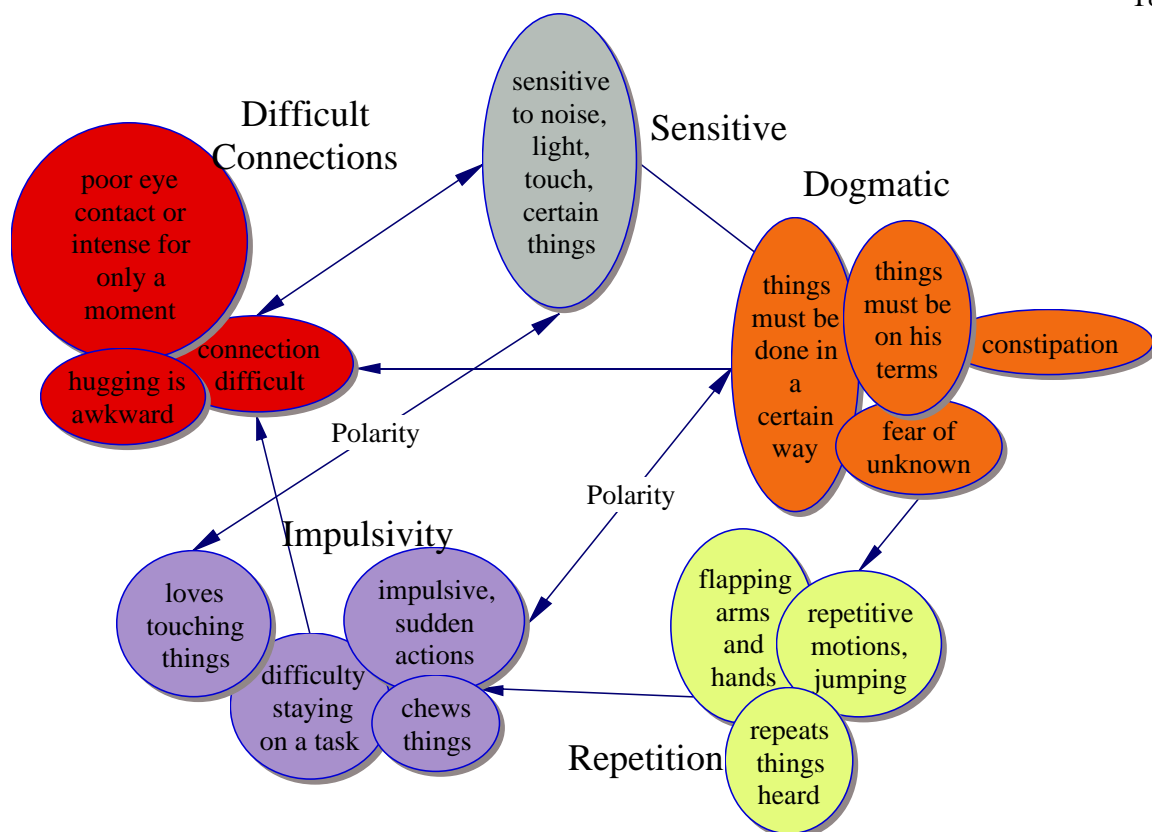 Difficult
Connections
poor eye
contact or
intense for
only a
moment
connection
difficult
hugging is
awkward
sensitive
to noise,
light,
touch,
certain
things
Sensitive
Dogmatic
things
must be
done in
a
certain
way
things
must be
on his
terms
constipation
fear of
unknown
Polarity
Polarity
Impulsivity
loves
touching
things
impulsive,
sudden
actions
difficulty
staying
on a task
chews
things
flapping
arms
and
hands
repetitive
motions,
jumping
repeats
things
heard
Repetition